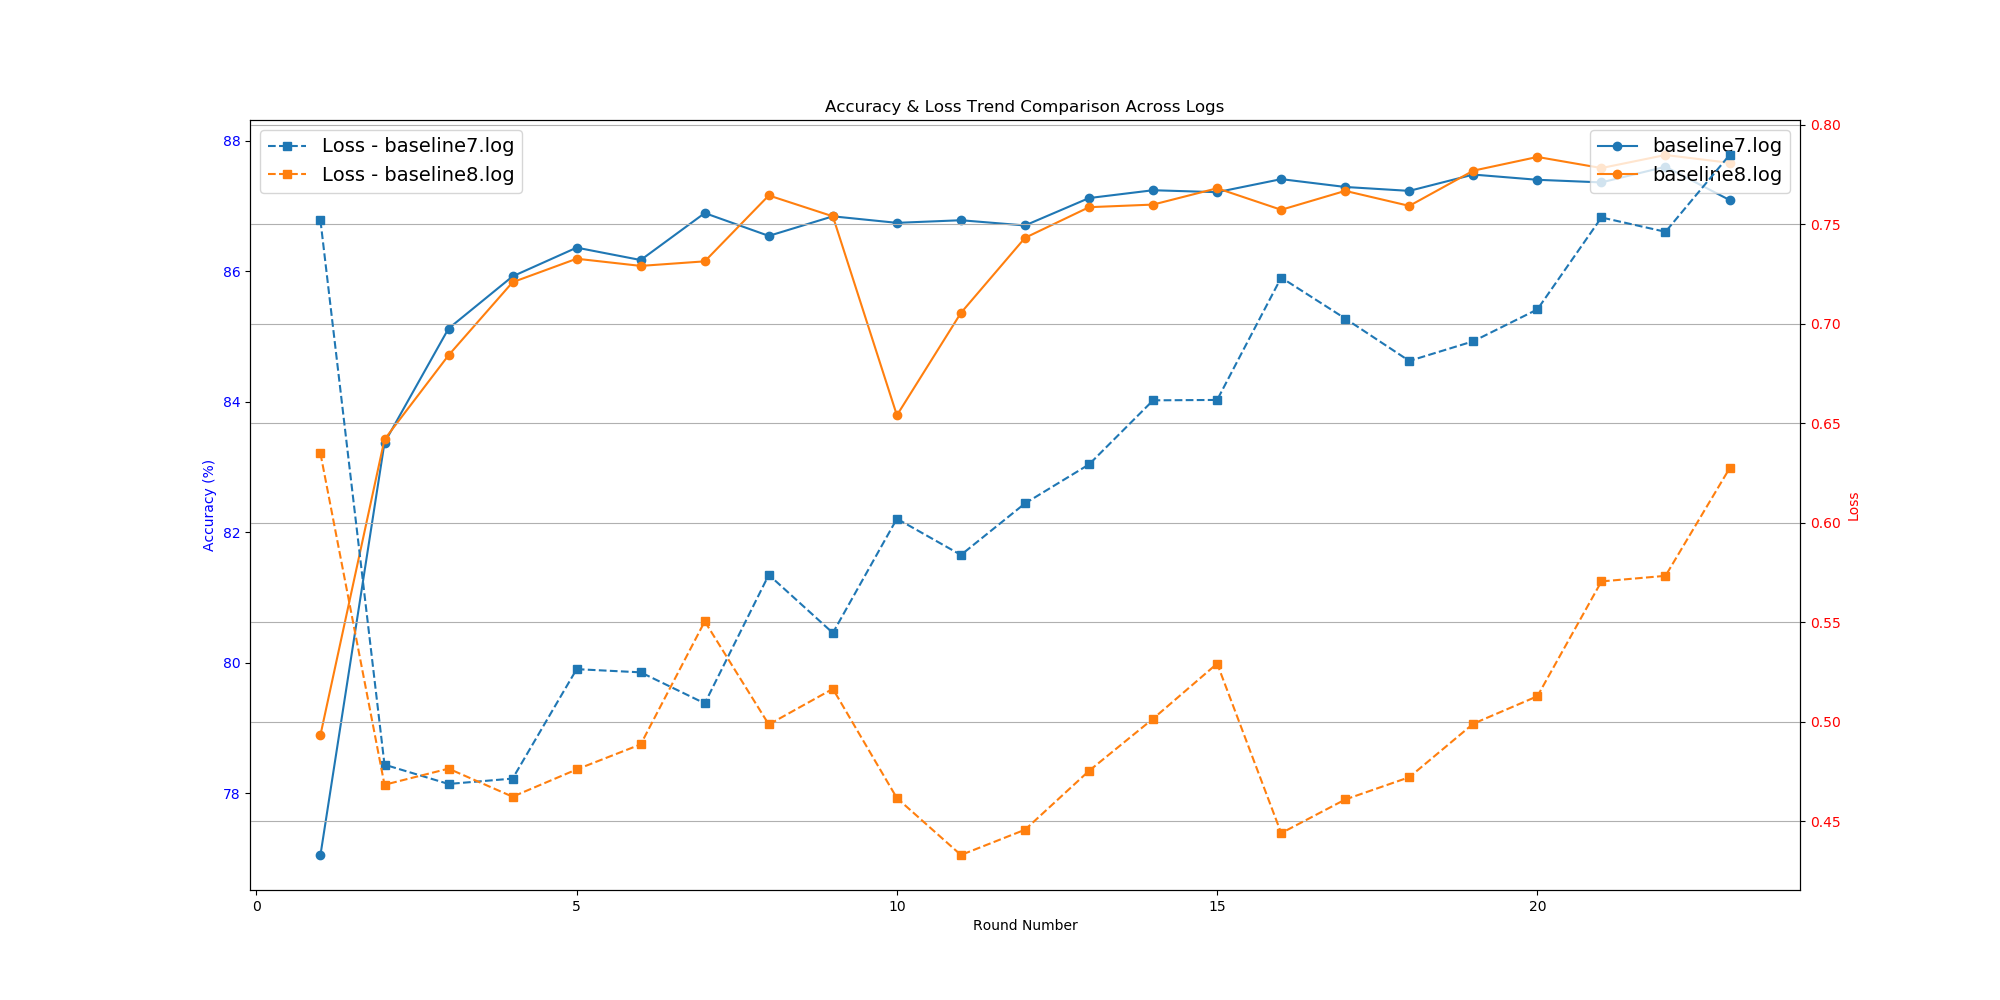 Accuracy & Loss Trend Comparison Across Logs
Loss - baseline7.log
Loss - baseline8.log
baseline7.log
baseline8.log
88
86
84
82
80
78
Accuracy (%)
0.80
0.75
0.70
0.65
0.60
0.55
0.50
0.45
Loss
0 5 10 15 20
Round Number